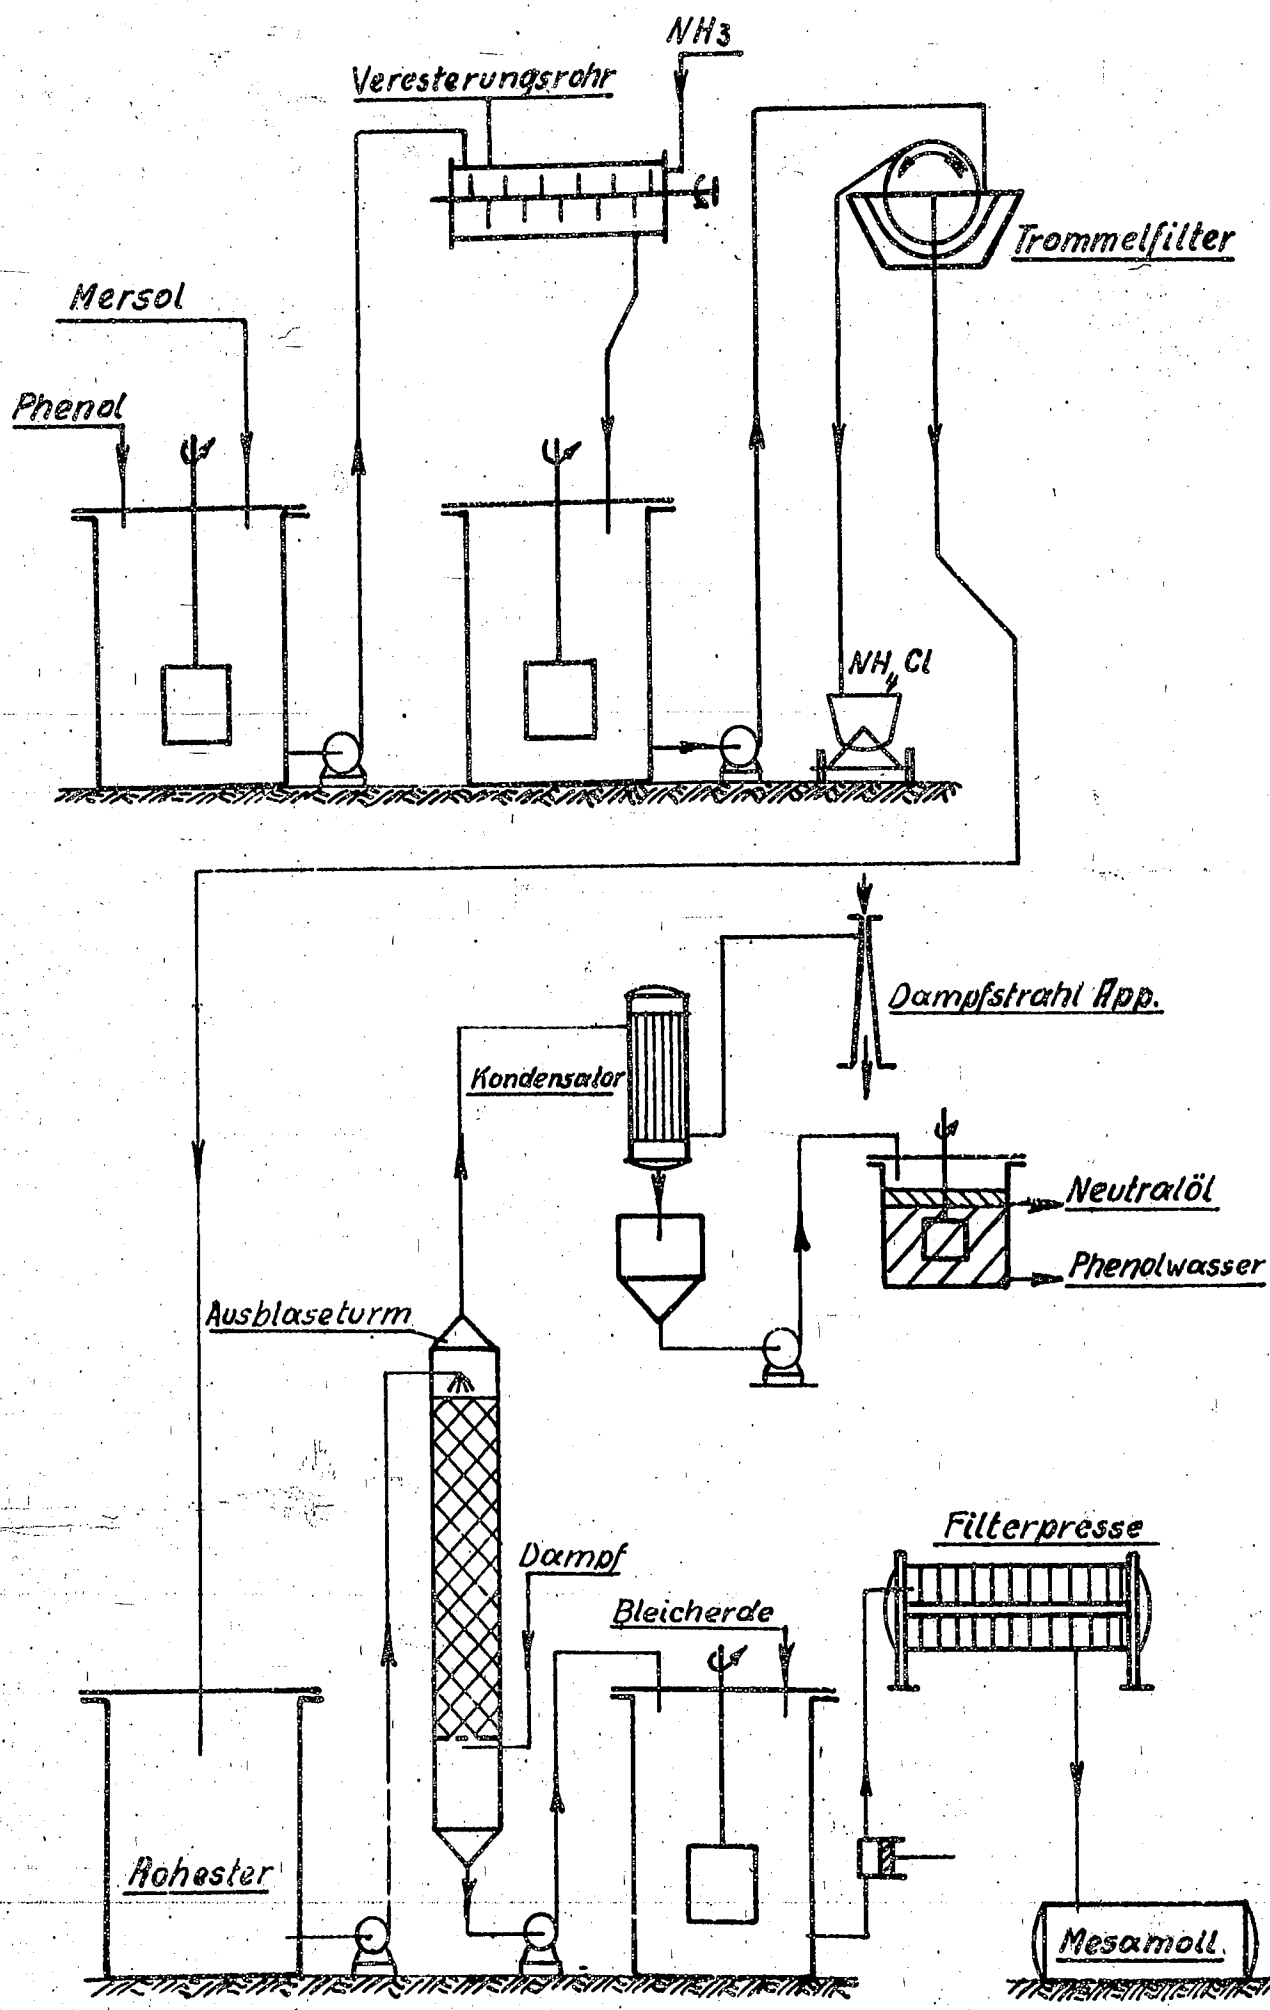 NH3
Veresterungsrohr
Trommelfilter
Mersol
Phenol
NH4Cl
Dampfstrahl App.
Kondensator
Neutralöl
Phenolwasser
Ausblaseturm
Filterpresse
Dampf
Bleicherde
Rohester
Mesamoll.